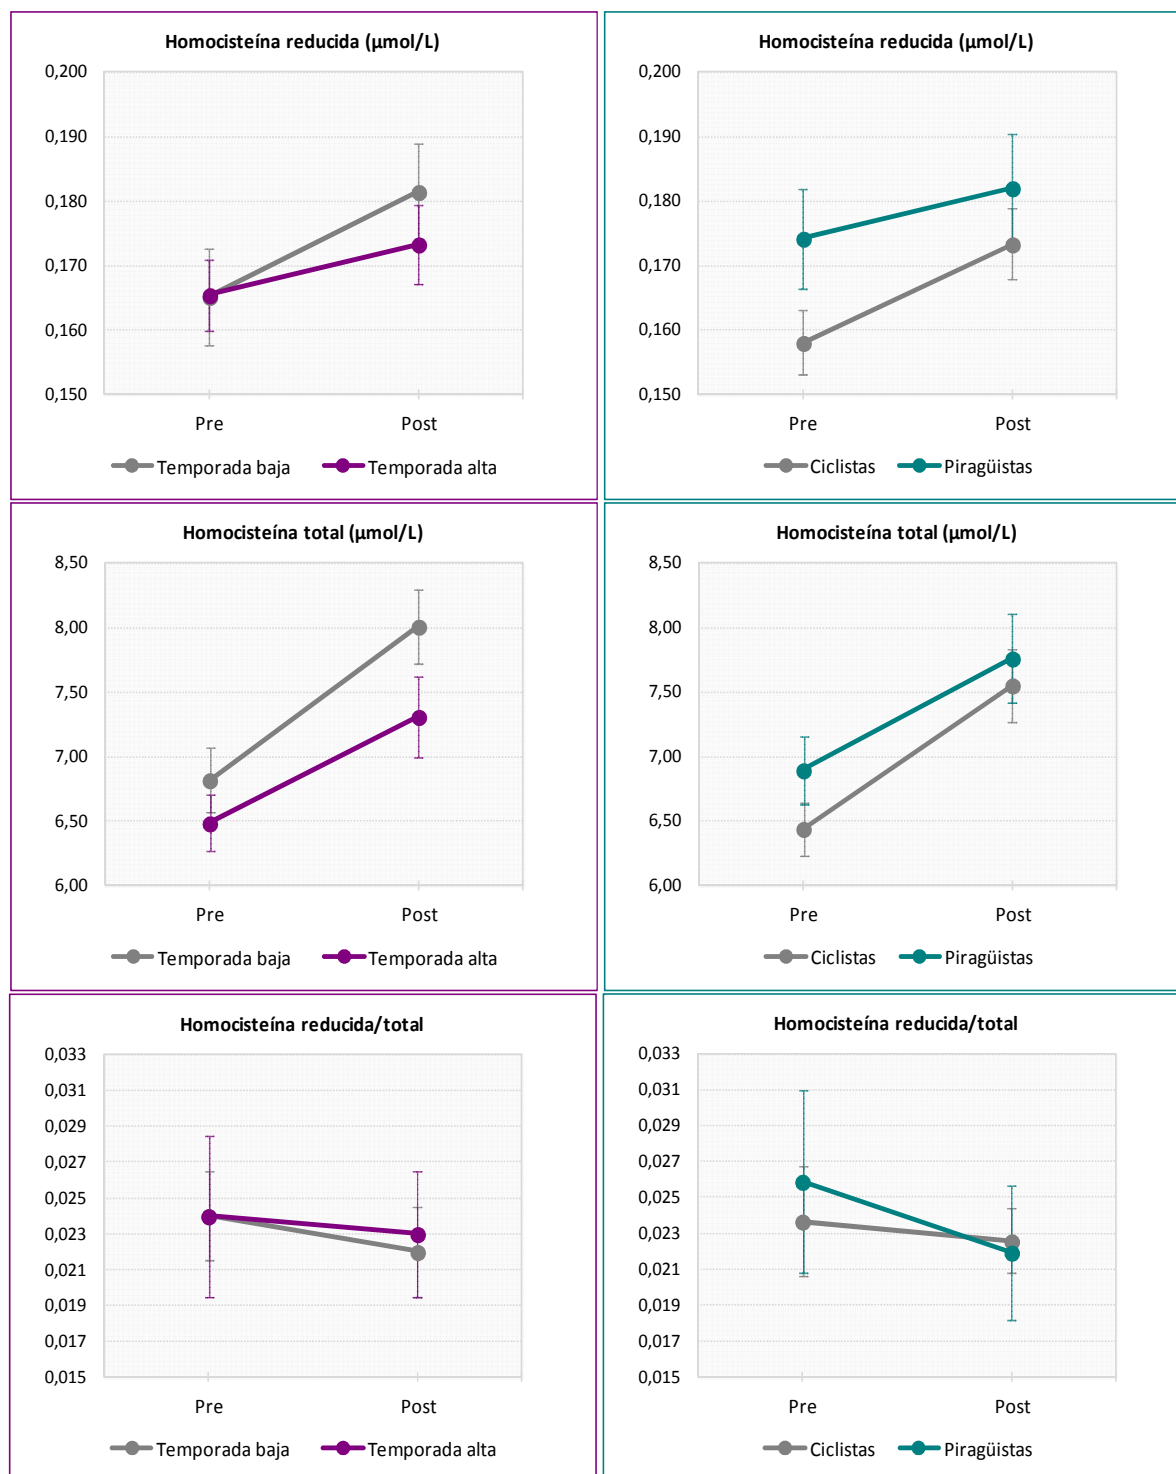 Homocisteína reducida (µmol/L)
0,200
0,190
0,180
0,170
0,160
0,150
Pre
Post
Temporada baja
Temporada alta
Homocisteína reducida (µmol/L)
0,200
0,190
0,180
0,170
0,160
0,150
Pre
Post
Ciclistas
Piragüistas
Homocisteína total (µmol/L)
8,50
8,00
7,50
7,00
6,50
6,00
Pre
Post
Temporada baja
Temporada alta
Homocisteína total (µmol/L)
8,50
8,00
7,50
7,00
6,50
6,00
Pre
Post
Ciclistas
Piragüistas
Homocisteína reducida/total
0,033
0,031
0,029
0,027
0,025
0,023
0,021
0,019
0,017
0,015
Pre
Post
Temporada baja
Temporada alta
Homocisteína reducida/total
0,033
0,031
0,029
0,027
0,025
0,023
0,021
0,019
0,017
0,015
Pre
Post
Ciclistas
Piragüistas